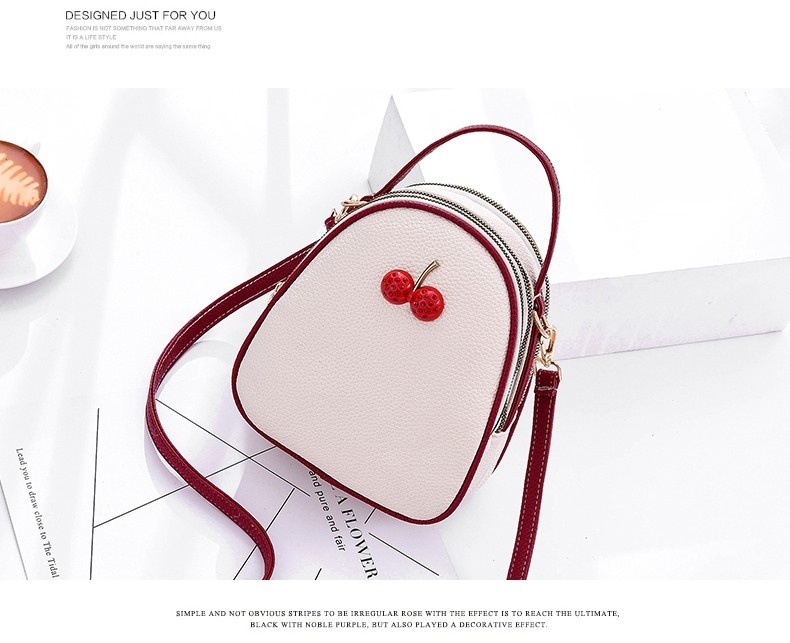 DESIGNED JUST FOR YOU
FASHION IS NOT SOMETHING THAT FAR AWAY FROM US
IT IS A LIFE STYLE
All of the girls around the world are saying the same thing
Lead you to draw close to The Tidal
and pure and fair
A FLOWER
SIMPLE AND NOT OBVIOUS STRIPES TO BE IRREGULAR ROSE WITH THE EFFECT IS TO REACH THE ULTIMATE,
BLACK WITH NOBLE PURPLE, BUT ALSO PLAYED A DECORATIVE EFFECT.